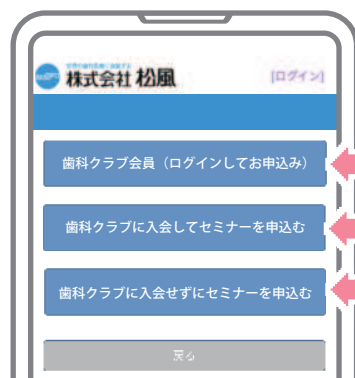 株式会社 松風
[ログイン]
歯科クラブ会員（ログインしてお申込み）
歯科クラブに入会してセミナーを申込む
歯科クラブに入会せずにセミナーを申込む
戻る